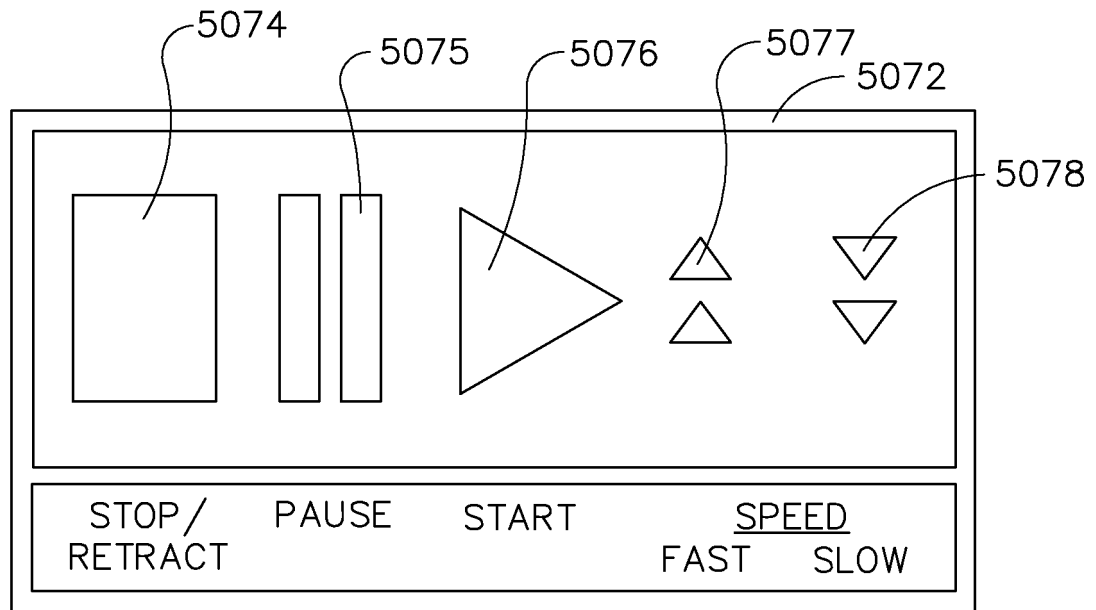 5074
5075
5076
5077
5072
5078
STOP/
RETRACT
PAUSE
START
SPEED
FAST SLOW